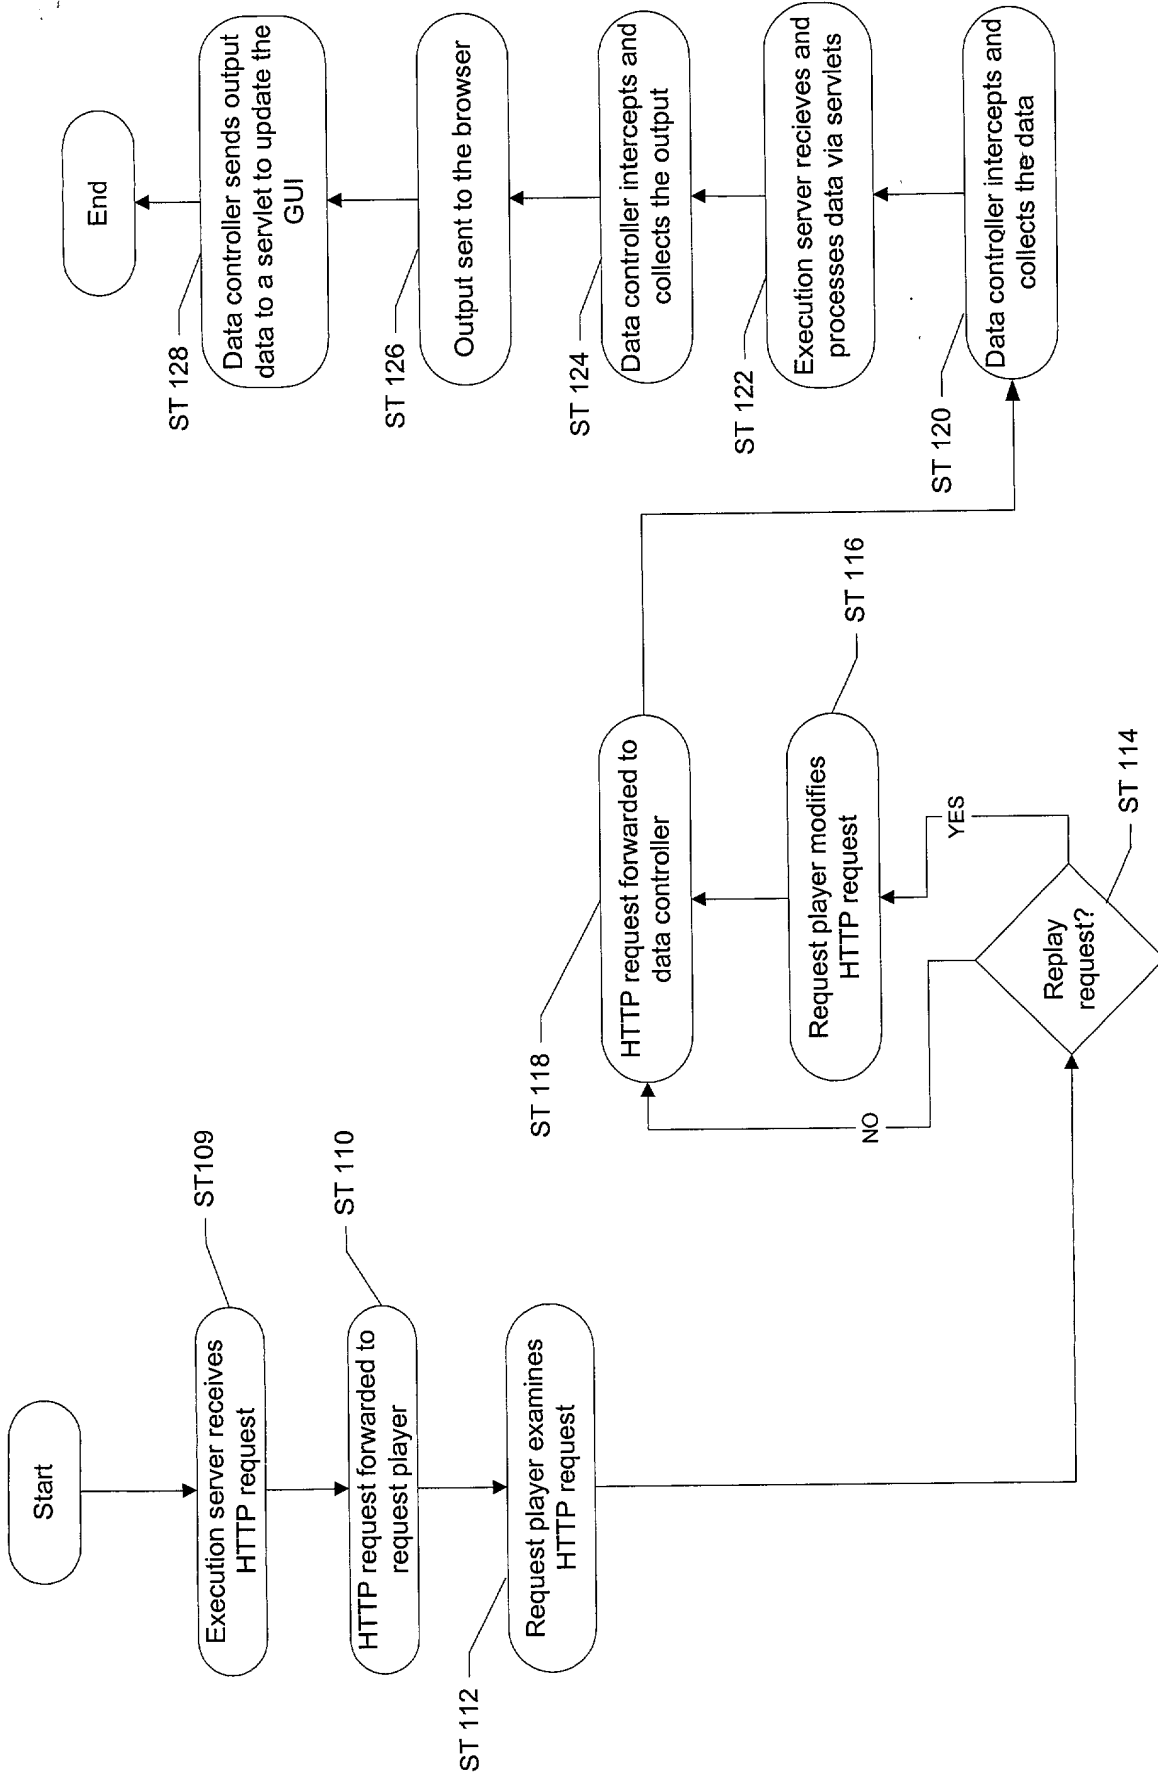 Start
Execution server receives
HTTP request
ST109
HTTP request forwarded to
request player
ST 110
Request player examines
HTTP request
ST 112
Replay
request?
ST 114
YES
NO
Request player modifies
HTTP request
ST 116
HTTP request forwarded to
data controller
ST 118
Data controller intercepts and
collects the data
ST 120
Execution server recieves and
processes data via servlets
ST 122
Data controller intercepts and
collects the output
ST 124
Output sent to the browser
ST 126
Data controller sends output
data to a servlet to update the
GUI
ST 128
End